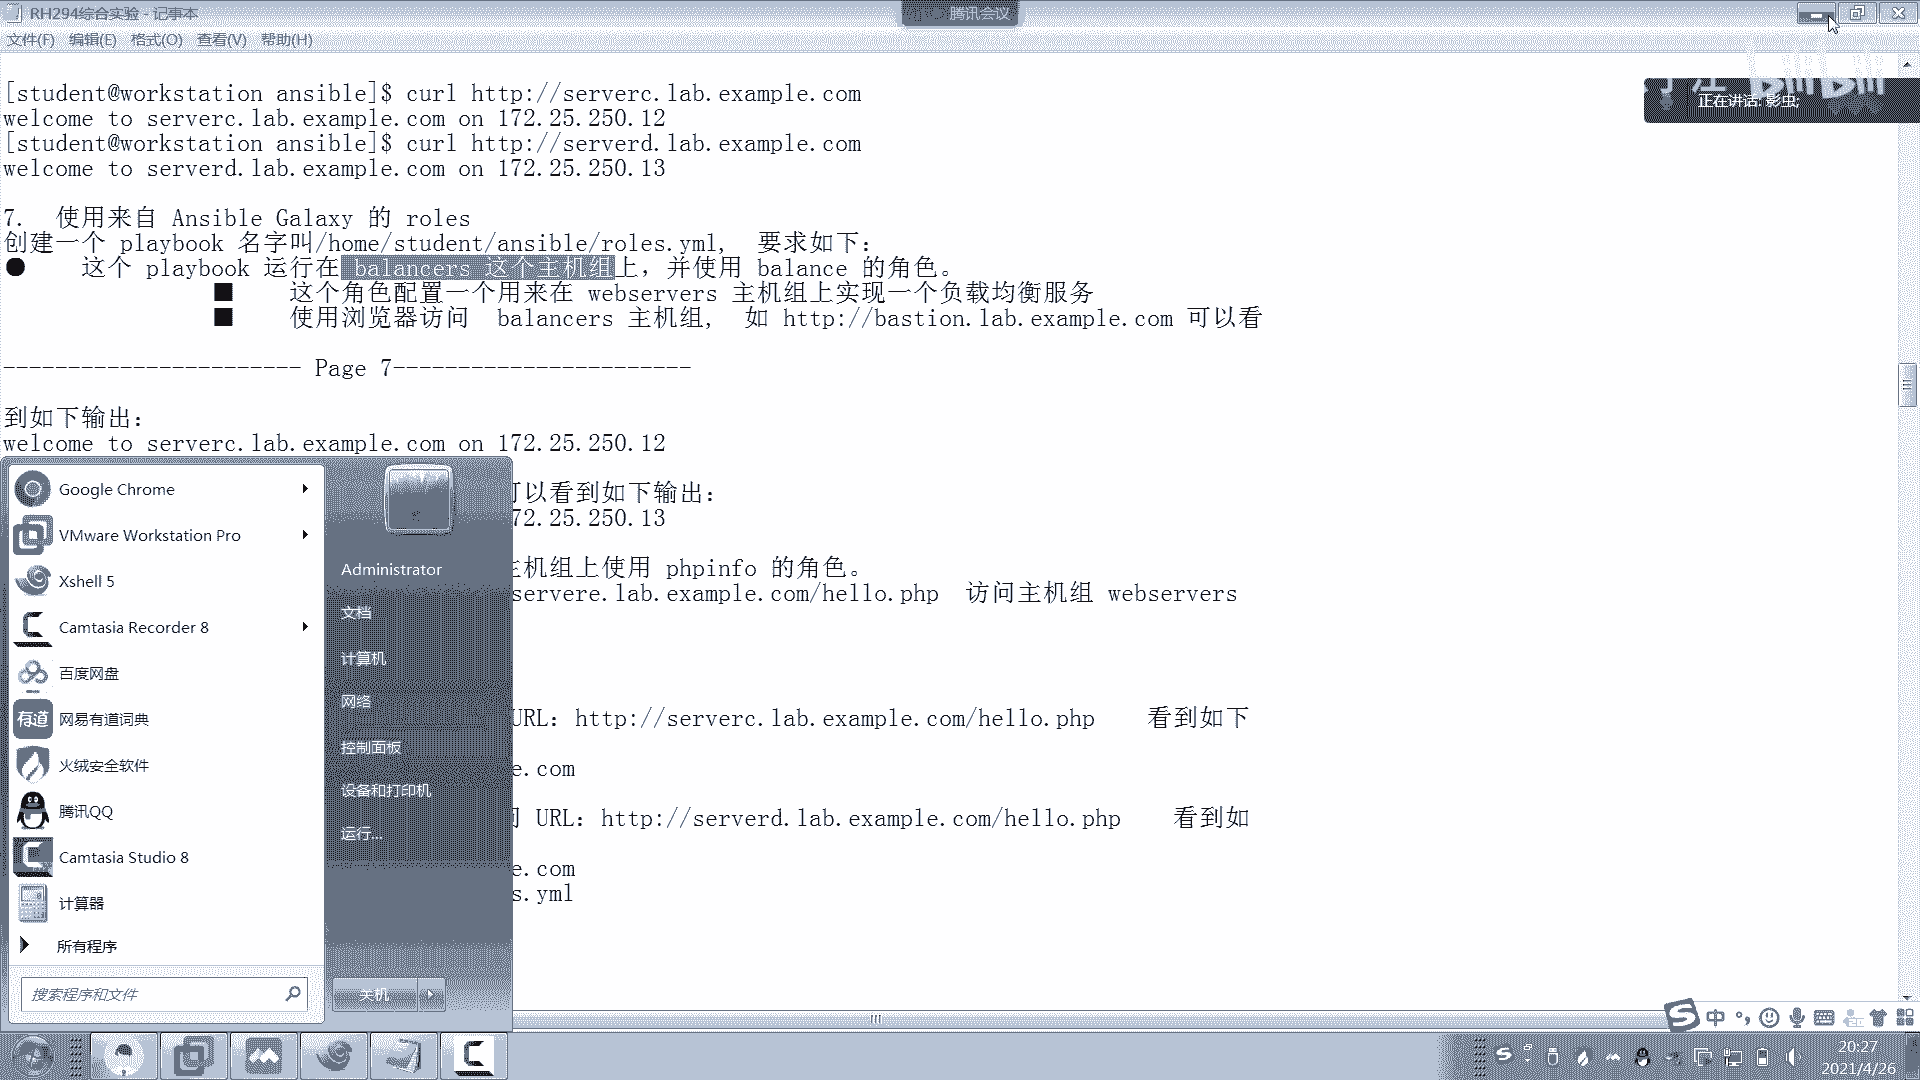 RH294综合实验 - 记事本
腾讯会议
文件(F) 编辑(E) 格式(O) 查看(V) 帮助(H)
正在讲话: 影虫;
[student@workstation ansible]$ curl http://serverc.lab.example.com
welcome to serverc.lab.example.com on 172.25.250.12
[student@workstation ansible]$ curl http://serverd.lab.example.com
welcome to serverd.lab.example.com on 172.25.250.13
7. 使用来自 Ansible Galaxy 的 roles
创建一个 playbook 名字叫/home/student/ansible/roles.yml, 要求如下：
● 这个 playbook 运行在 balancers 这个主机组上，并使用 balance 的角色。
■ 这个角色配置一个用来在 webservers 主机组上实现一个负载均衡服务
■ 使用浏览器访问 balancers 主机组, 如 http://bastion.lab.example.com 可以看
----------------------- Page 7-----------------------
到如下输出：
welcome to serverc.lab.example.com on 172.25.250.12
可以看到如下输出：
72.25.250.13
主机组上使用 phpinfo 的角色。
servere.lab.example.com/hello.php 访问主机组 webservers
URL：http://serverc.lab.example.com/hello.php 看到如下
e.com
URL：http://serverd.lab.example.com/hello.php 看到如
e.com
s.yml
Google Chrome
VMware Workstation Pro
Xshell 5
Camtasia Recorder 8
百度网盘
网易有道词典
火绒安全软件
腾讯QQ
Camtasia Studio 8
计算器
所有程序
搜索程序和文件
Administrator
文档
计算机
网络
控制面板
设备和打印机
运行...
关机
中
20:27
2021/4/26